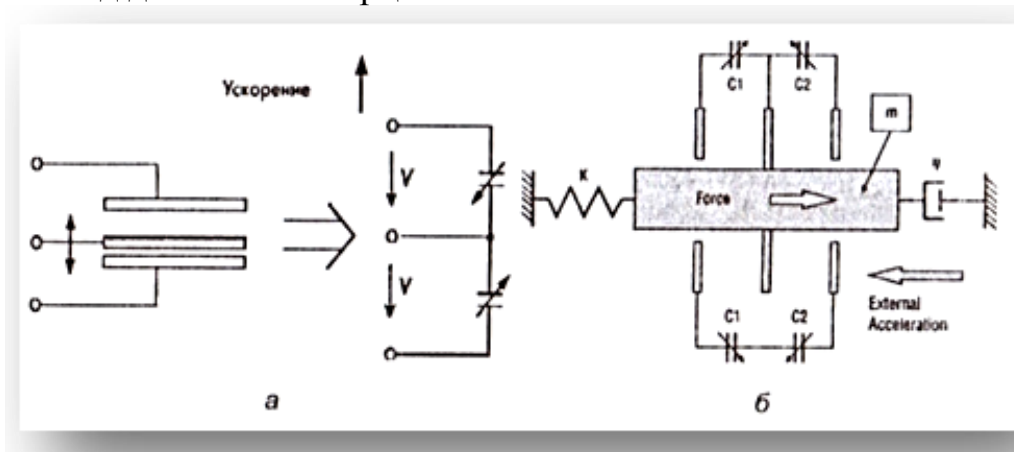 Ускорение
V
V
а
C1
C2
m
K
Force
Ψ
C1
C2
External
Acceleration
б